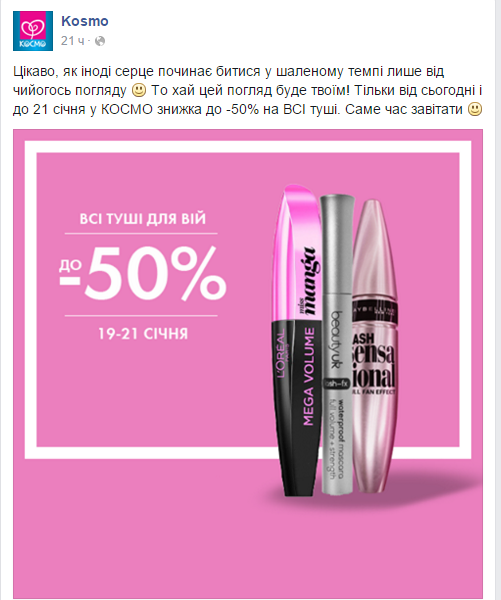 Kosmo
КОСМО
21 ч ·
Цікаво, як іноді серце починає битися у шаленому темпі лише від
чийогось погляду 🙂 То хай цей погляд буде твоїм! Тільки від сьогодні і
до 21 січня у КОСМО знижка до -50% на ВСІ туші. Саме час завітати 🙂
ВСІ ТУШІ ДЛЯ ВІЙ
ДО
-50%
19-21 СІЧНЯ
L'OREAL
miss manga
MEGA VOLUME
beautyuk
lash-fx
waterproof mascara
full volume + strength
MAYBELLINE
LASH
sensa
tional
FULL FAN EFFECT